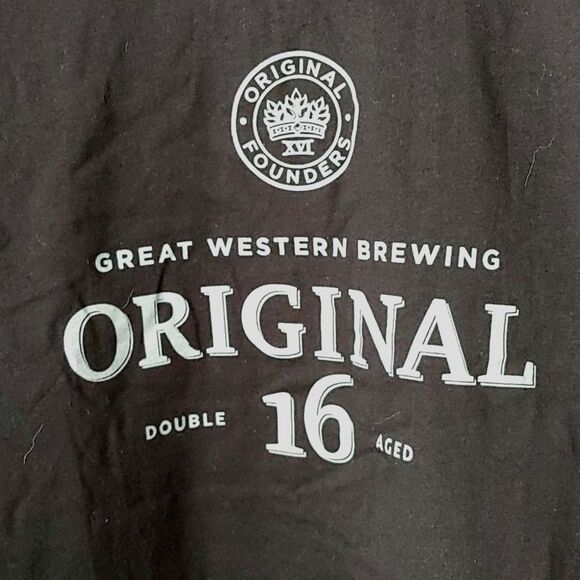 ORIGINAL
XVI
FOUNDERS
GREAT WESTERN BREWING
ORIGINAL
DOUBLE 16 AGED